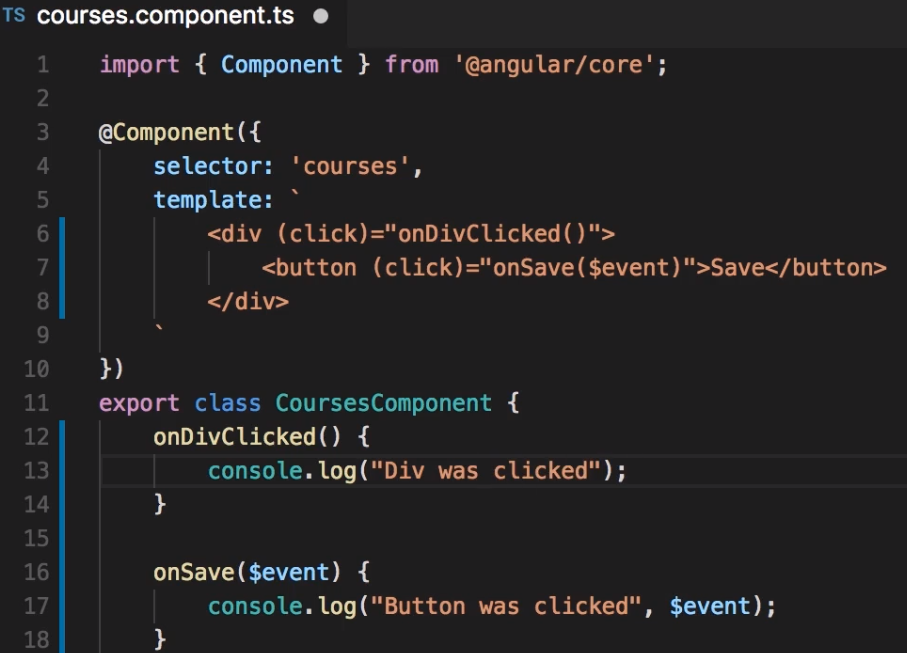 TS courses.component.ts
1 import { Component } from '@angular/core';
2
3 @Component({
4     selector: 'courses',
5     template: `
6         <div (click)="onDivClicked()">
7             <button (click)="onSave($event)">Save</button>
8         </div>
9     `
10 })
11 export class CoursesComponent {
12     onDivClicked() {
13         console.log("Div was clicked");
14     }
15
16     onSave($event) {
17         console.log("Button was clicked", $event);
18     }